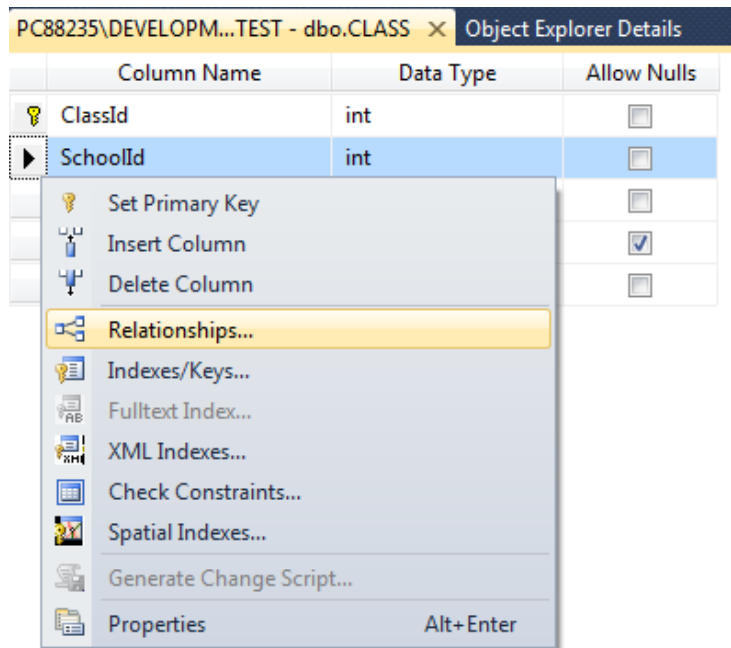 PC88235\DEVELOPM...TEST - dbo.CLASS Object Explorer Details
Column Name Data Type Allow Nulls
ClassId int
SchoolId int
Set Primary Key
Insert Column
Delete Column
Relationships...
Indexes/Keys...
Fulltext Index...
XML Indexes...
Check Constraints...
Spatial Indexes...
Generate Change Script...
Properties Alt+Enter